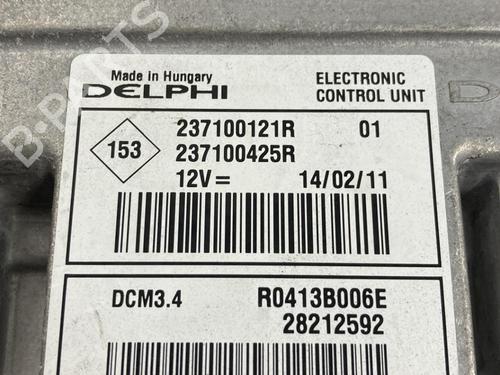 Made in Hungary
DELPHI
ELECTRONIC
CONTROL UNIT
153
237100121R 01
237100425R
12V= 14/02/11
DCM3.4 R0413B006E
28212592
B-PARTS